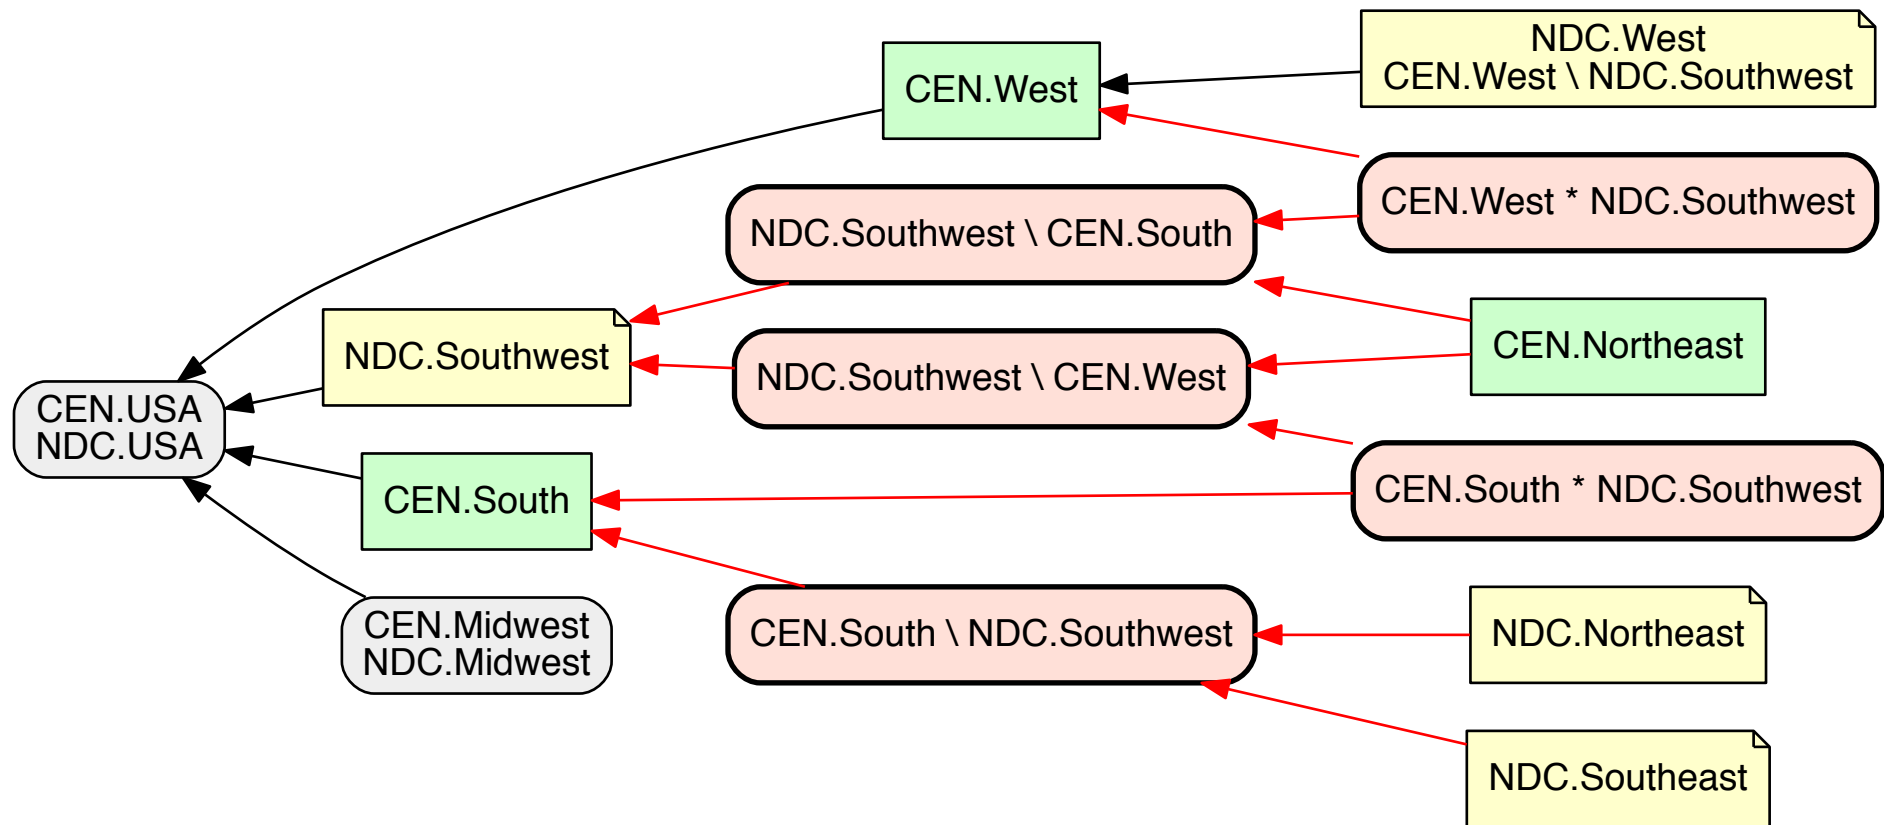 NDC.West
CEN.West \ NDC.Southwest
CEN.West
CEN.West * NDC.Southwest
NDC.Southwest \ CEN.South
CEN.Northeast
NDC.Southwest
NDC.Southwest \ CEN.West
CEN.USA
NDC.USA
CEN.South
CEN.South * NDC.Southwest
CEN.Midwest
NDC.Midwest
CEN.South \ NDC.Southwest
NDC.Northeast
NDC.Southeast